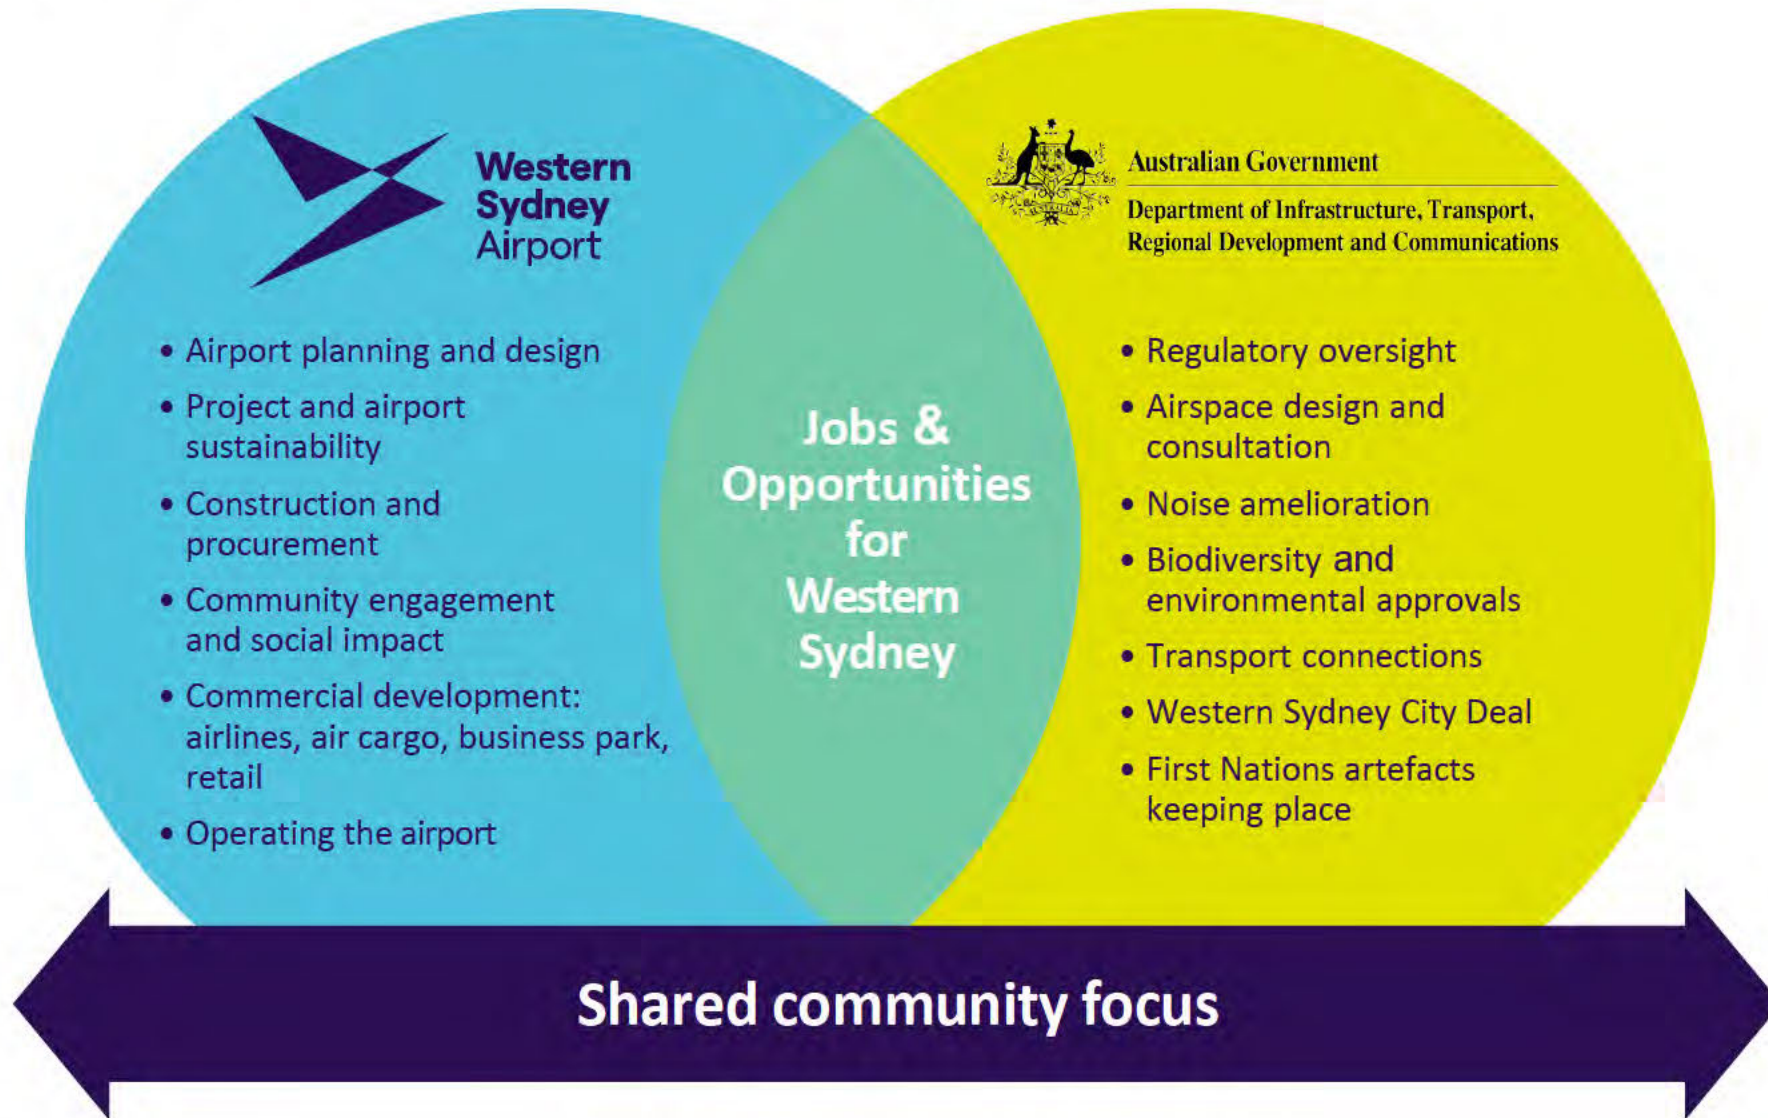 Western
Sydney
Airport
• Airport planning and design
• Project and airport
sustainability
• Construction and
procurement
• Community engagement
and social impact
• Commercial development:
airlines, air cargo, business park,
retail
• Operating the airport
Jobs &
Opportunities
for
Western
Sydney
Australian Government
Department of Infrastructure, Transport,
Regional Development and Communications
• Regulatory oversight
• Airspace design and
consultation
• Noise amelioration
• Biodiversity and
environmental approvals
• Transport connections
• Western Sydney City Deal
• First Nations artefacts
keeping place
Shared community focus